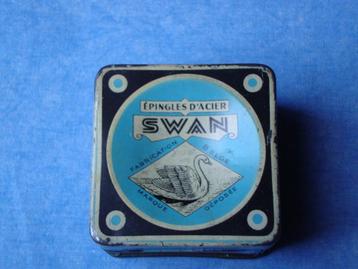 ÉPINGLES D'ACIER
SWAN
FABRICATION BELGE
MARQUE DÉPOSÉE